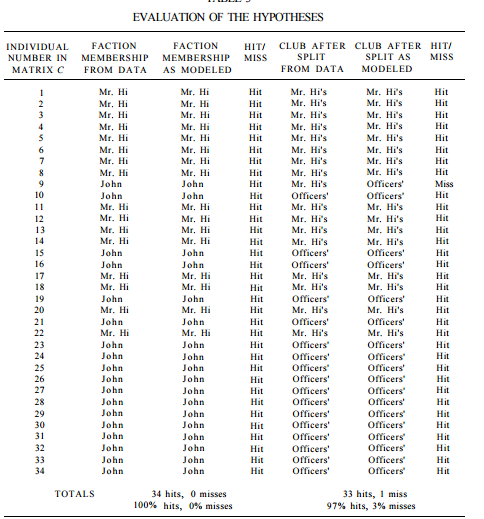 EVALUATION OF THE HYPOTHESES
INDIVIDUAL NUMBER IN MATRIX C FACTION MEMBERSHIP FROM DATA FACTION MEMBERSHIP AS MODELED HIT/ MISS CLUB AFTER SPLIT FROM DATA CLUB AFTER SPLIT AS MODELED HIT/ MISS
1 Mr. Hi Mr. Hi Hit Mr. Hi's Mr. Hi's Hit
2 Mr. Hi Mr. Hi Hit Mr. Hi's Mr. Hi's Hit
3 Mr. Hi Mr. Hi Hit Mr. Hi's Mr. Hi's Hit
4 Mr. Hi Mr. Hi Hit Mr. Hi's Mr. Hi's Hit
5 Mr. Hi Mr. Hi Hit Mr. Hi's Mr. Hi's Hit
6 Mr. Hi Mr. Hi Hit Mr. Hi's Mr. Hi's Hit
7 Mr. Hi Mr. Hi Hit Mr. Hi's Mr. Hi's Hit
8 Mr. Hi Mr. Hi Hit Mr. Hi's Mr. Hi's Hit
9 John John Hit Mr. Hi's Officers' Miss
10 John John Hit Officers' Officers' Hit
11 Mr. Hi Mr. Hi Hit Mr. Hi's Mr. Hi's Hit
12 Mr. Hi Mr. Hi Hit Mr. Hi's Mr. Hi's Hit
13 Mr. Hi Mr. Hi Hit Mr. Hi's Mr. Hi's Hit
14 Mr. Hi Mr. Hi Hit Mr. Hi's Mr. Hi's Hit
15 John John Hit Officers' Officers' Hit
16 John John Hit Officers' Officers' Hit
17 Mr. Hi Mr. Hi Hit Mr. Hi's Mr. Hi's Hit
18 Mr. Hi Mr. Hi Hit Mr. Hi's Mr. Hi's Hit
19 John John Hit Officers' Officers' Hit
20 Mr. Hi Mr. Hi Hit Mr. Hi's Mr. Hi's Hit
21 John John Hit Officers' Officers' Hit
22 Mr. Hi Mr. Hi Hit Mr. Hi's Mr. Hi's Hit
23 John John Hit Officers' Officers' Hit
24 John John Hit Officers' Officers' Hit
25 John John Hit Officers' Officers' Hit
26 John John Hit Officers' Officers' Hit
27 John John Hit Officers' Officers' Hit
28 John John Hit Officers' Officers' Hit
29 John John Hit Officers' Officers' Hit
30 John John Hit Officers' Officers' Hit
31 John John Hit Officers' Officers' Hit
32 John John Hit Officers' Officers' Hit
33 John John Hit Officers' Officers' Hit
34 John John Hit Officers' Officers' Hit
TOTALS 34 hits, 0 misses 33 hits, 1 miss
100% hits, 0% misses 97% hits, 3% misses